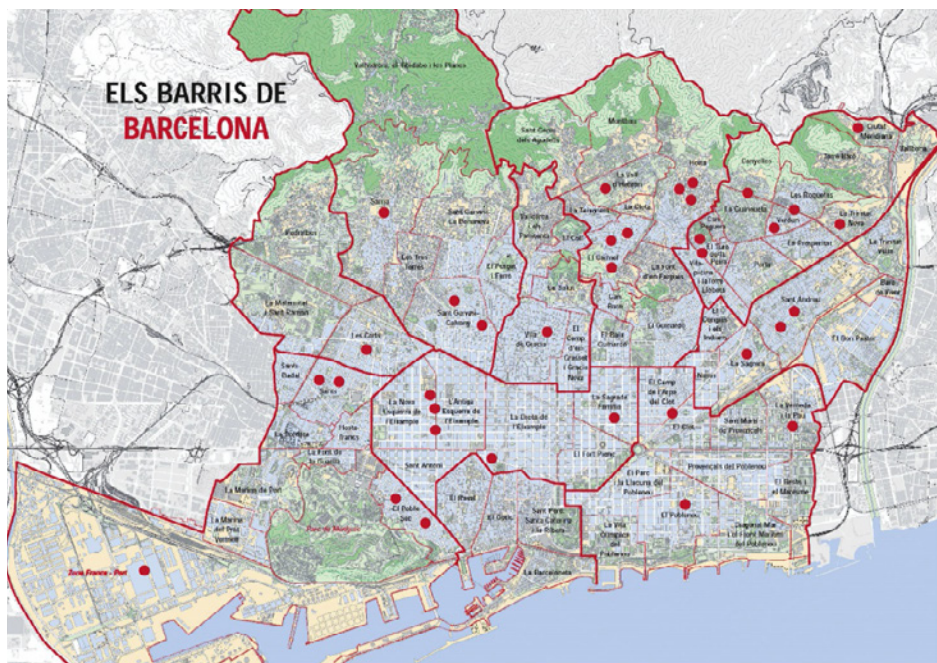 ELS BARRIS DE
BARCELONA
Vallvidrera, el Tibidabo i les Planes
Sant Genís
dels Agudells
Montbau
La Vall
d'Hebron
Horta
Canyelles
Ciutat
Meridiana
Torre Baró
Vallbona
Les Roquetes
La Guineueta
Verdun
La Trinitat
Nova
Sarrià
Sant Gervasi
La Bonanova
Vallcarca
i els
Penitents
La Teixonera
La Clota
El Carmel
El Coll
Can
Peguera
El Turó
de la
Peira
Porta
La Trinitat
Vella
Pedralbes
Les Tres
Torres
El Putget
i Farró
La Salut
Can
Baró
La Font
d'en Fargues
Sant Andreu
Baró
de Viver
La Maternitat
i Sant Ramon
Sant Gervasi
Galvany
Vila
de Gràcia
El
Camp
d'en
Grassot
i Gràcia
Nova
El Baix
Guinardó
El Guinardó
El
Congrés
i els
Indians
El Bon Pastor
Les Corts
La Sagrera
Navas
Sants
Badal
Sants
La Nova
Esquerra de
l'Eixample
L'Antiga
Esquerra de
l'Eixample
La Dreta de
l'Eixample
La Sagrada
Família
El Camp
de l'Arpa
del Clot
El Clot
Sant Martí
de Provençals
La Verneda
i la Pau
La Bordeta
Hostafrancs
La Font de
la Guatlla
Sant Antoni
El Fort Pienc
El Parc
i la Llacuna del
Poblenou
Provençals del Poblenou
El Besòs i
el Maresme
La Marina de Port
La Marina
del Prat
Vermell
Parc de Montjuïc
El Poble
Sec
El Raval
El Gòtic
Sant Pere
Santa Caterina
i la Ribera
La Vila
Olímpica
del
Poblenou
El Poblenou
Diagonal Mar
i el Front Marítim
del Poblenou
La Barceloneta
Zona Franca - Port